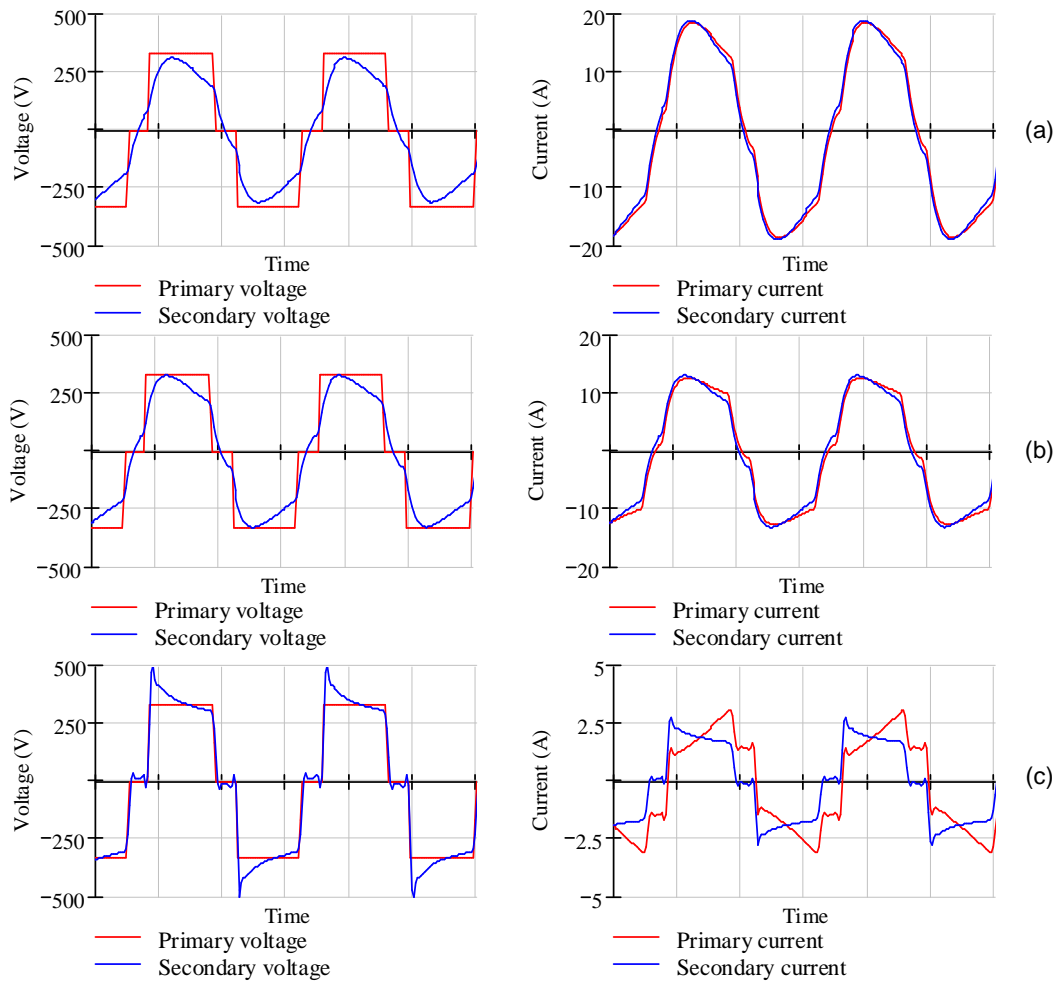 500
250
−250
−500
Voltage (V)
Time
Primary voltage
Secondary voltage
20
10
−10
−20
Current (A)
Time
Primary current
Secondary current
(a)
500
250
−250
−500
Voltage (V)
Time
Primary voltage
Secondary voltage
20
10
−10
−20
Current (A)
Time
Primary current
Secondary current
(b)
500
250
−250
−500
Voltage (V)
Time
Primary voltage
Secondary voltage
5
2.5
−2.5
−5
Current (A)
Time
Primary current
Secondary current
(c)